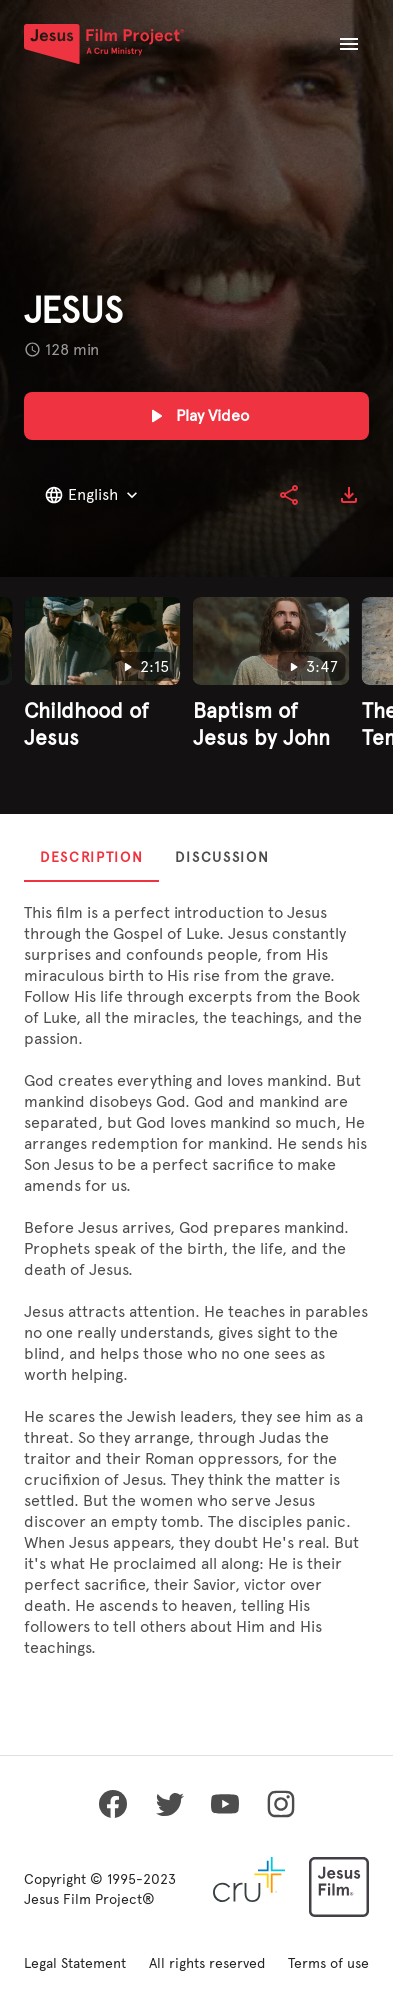 Jesus Film Project®
A Cru Ministry
JESUS
128 min
Play Video
English
2:15
3:47
Childhood of
Jesus
Baptism of
Jesus by John
The
Ten
DESCRIPTION DISCUSSION
This film is a perfect introduction to Jesus
through the Gospel of Luke. Jesus constantly
surprises and confounds people, from His
miraculous birth to His rise from the grave.
Follow His life through excerpts from the Book
of Luke, all the miracles, the teachings, and the
passion.
God creates everything and loves mankind. But
mankind disobeys God. God and mankind are
separated, but God loves mankind so much, He
arranges redemption for mankind. He sends his
Son Jesus to be a perfect sacrifice to make
amends for us.
Before Jesus arrives, God prepares mankind.
Prophets speak of the birth, the life, and the
death of Jesus.
Jesus attracts attention. He teaches in parables
no one really understands, gives sight to the
blind, and helps those who no one sees as
worth helping.
He scares the Jewish leaders, they see him as a
threat. So they arrange, through Judas the
traitor and their Roman oppressors, for the
crucifixion of Jesus. They think the matter is
settled. But the women who serve Jesus
discover an empty tomb. The disciples panic.
When Jesus appears, they doubt He's real. But
it's what He proclaimed all along: He is their
perfect sacrifice, their Savior, victor over
death. He ascends to heaven, telling His
followers to tell others about Him and His
teachings.
Copyright © 1995-2023
Jesus Film Project®
cru
Jesus
Film®
Legal Statement All rights reserved Terms of use